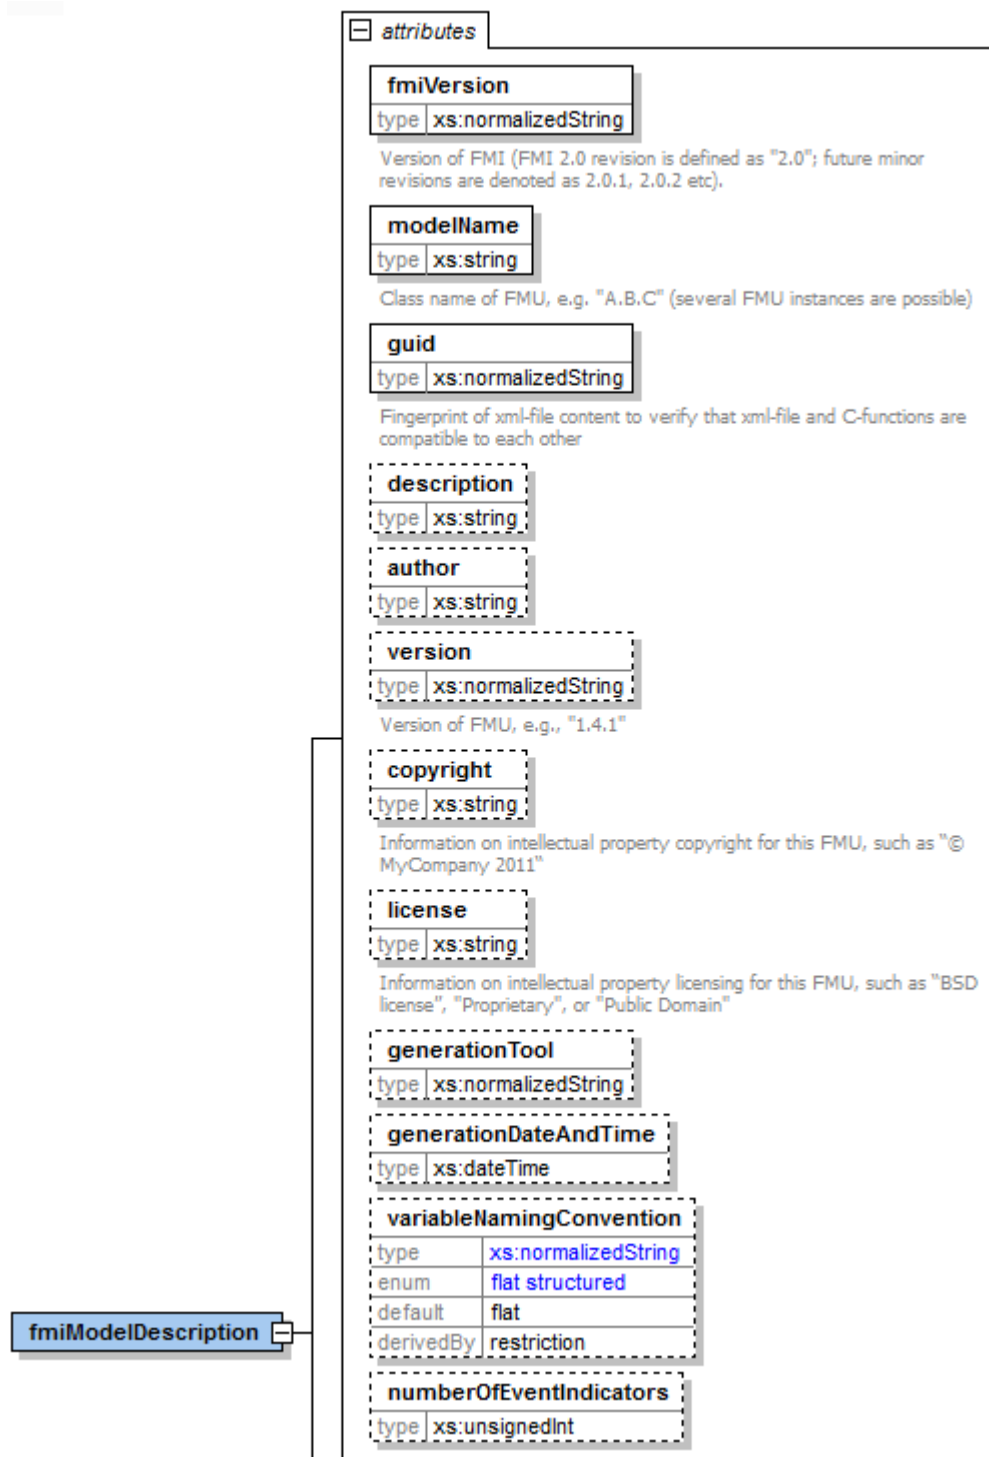 attributes
fmiVersion
type xs:normalizedString
Version of FMI (FMI 2.0 revision is defined as "2.0"; future minor
revisions are denoted as 2.0.1, 2.0.2 etc).
modelName
type xs:string
Class name of FMU, e.g. "A.B.C" (several FMU instances are possible)
guid
type xs:normalizedString
Fingerprint of xml-file content to verify that xml-file and C-functions are
compatible to each other
description
type xs:string
author
type xs:string
version
type xs:normalizedString
Version of FMU, e.g., "1.4.1"
copyright
type xs:string
Information on intellectual property copyright for this FMU, such as “©
MyCompany 2011“
license
type xs:string
Information on intellectual property licensing for this FMU, such as “BSD
license”, "Proprietary", or "Public Domain"
generationTool
type xs:normalizedString
generationDateAndTime
type xs:dateTime
variableNamingConvention
type xs:normalizedString
enum flat structured
default flat
derivedBy restriction
fmiModelDescription
numberOfEventIndicators
type xs:unsignedInt